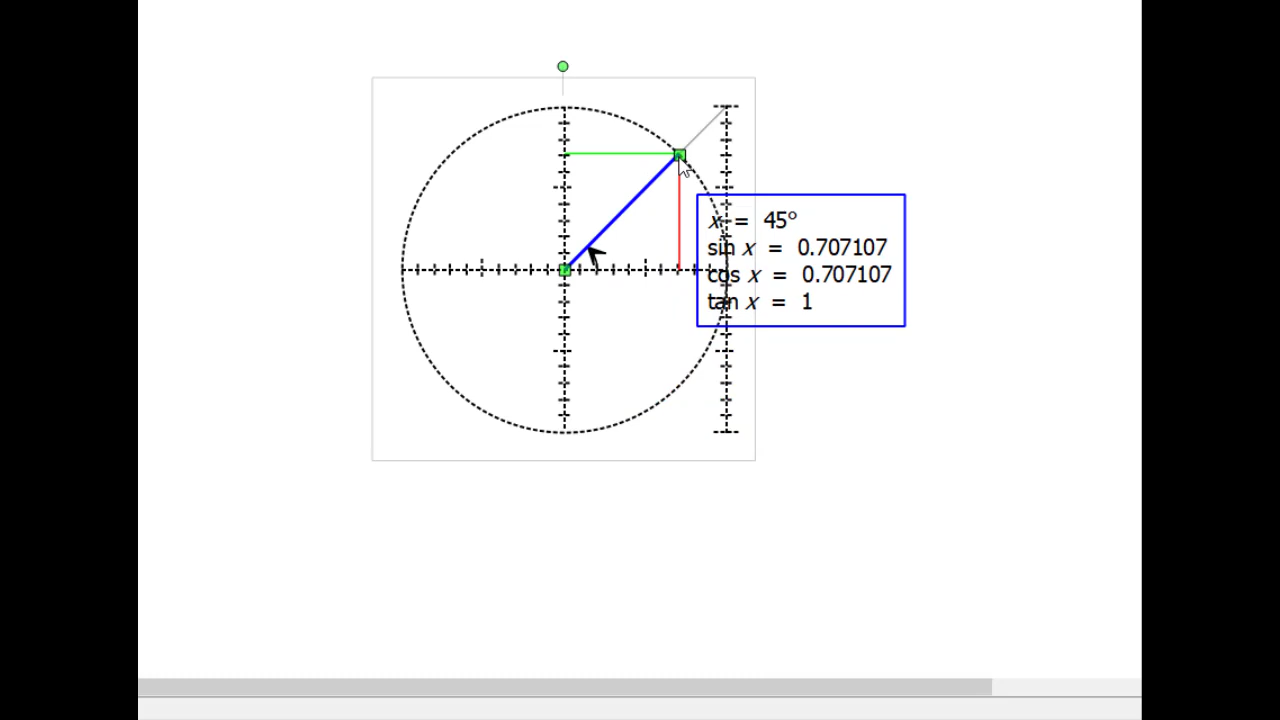 x = 45°
sin x = 0.707107
cos x = 0.707107
tan x = 1